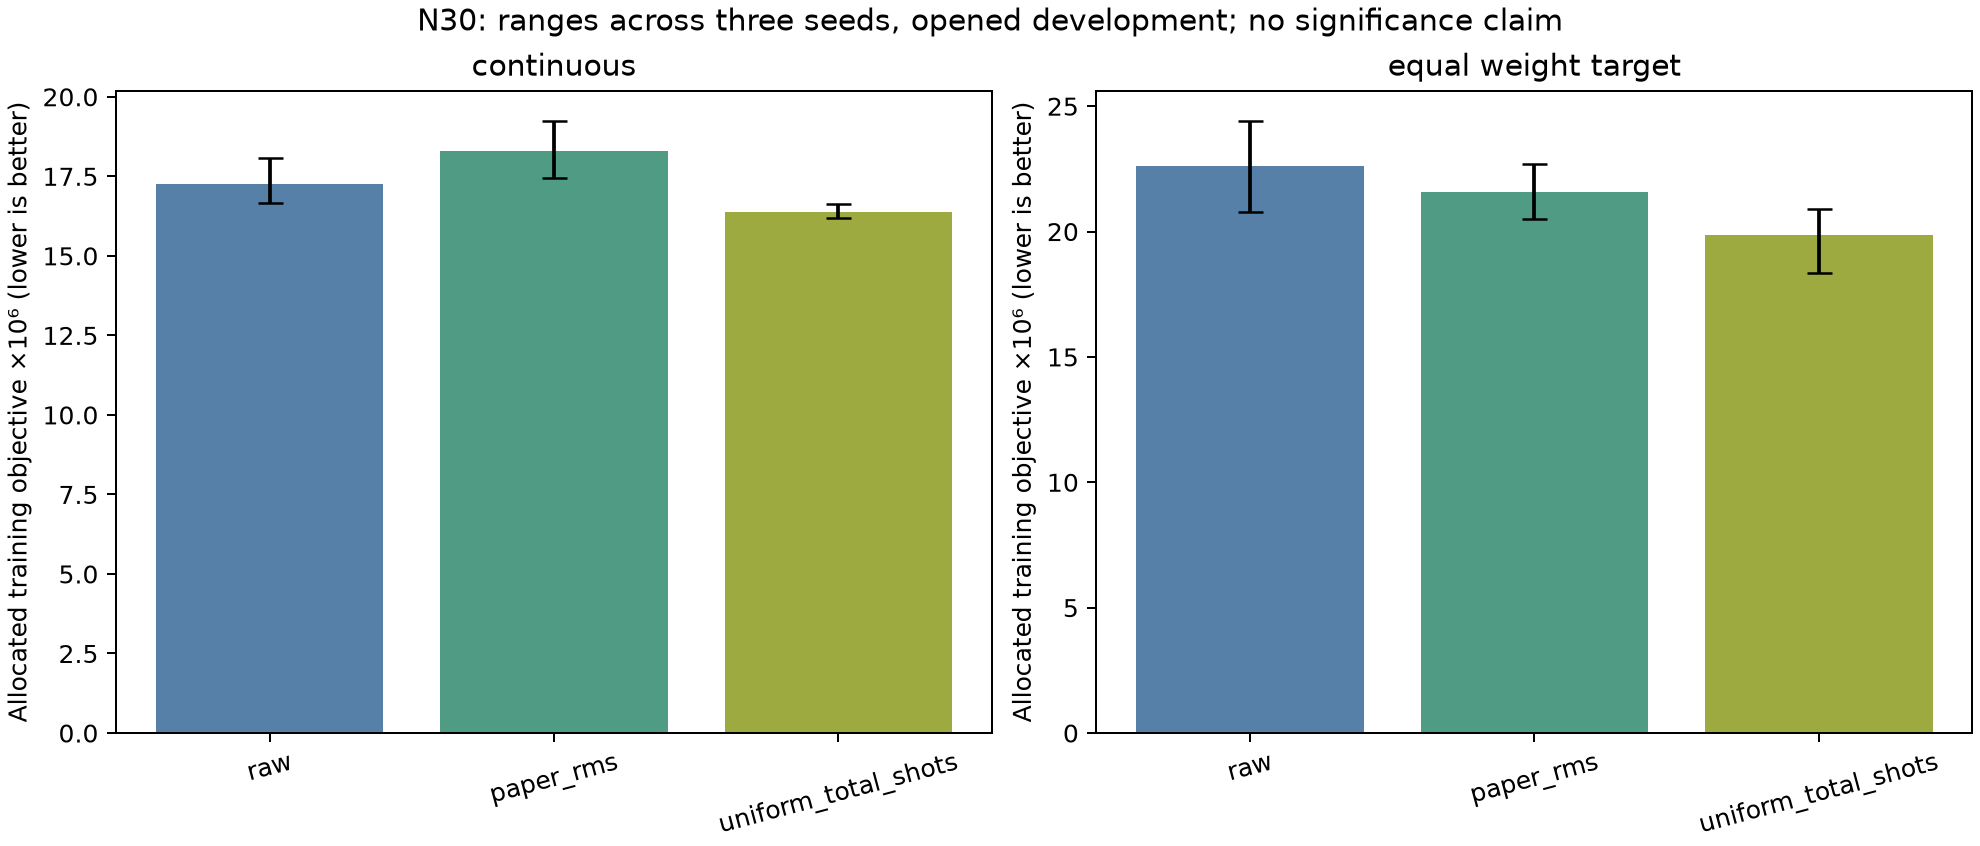 N30: ranges across three seeds, opened development; no significance claim
continuous
Allocated training objective ×10⁶ (lower is better)
20.0
17.5
15.0
12.5
10.0
7.5
5.0
2.5
0.0
raw
paper_rms
uniform_total_shots
equal weight target
Allocated training objective ×10⁶ (lower is better)
25
20
15
10
5
0
raw
paper_rms
uniform_total_shots